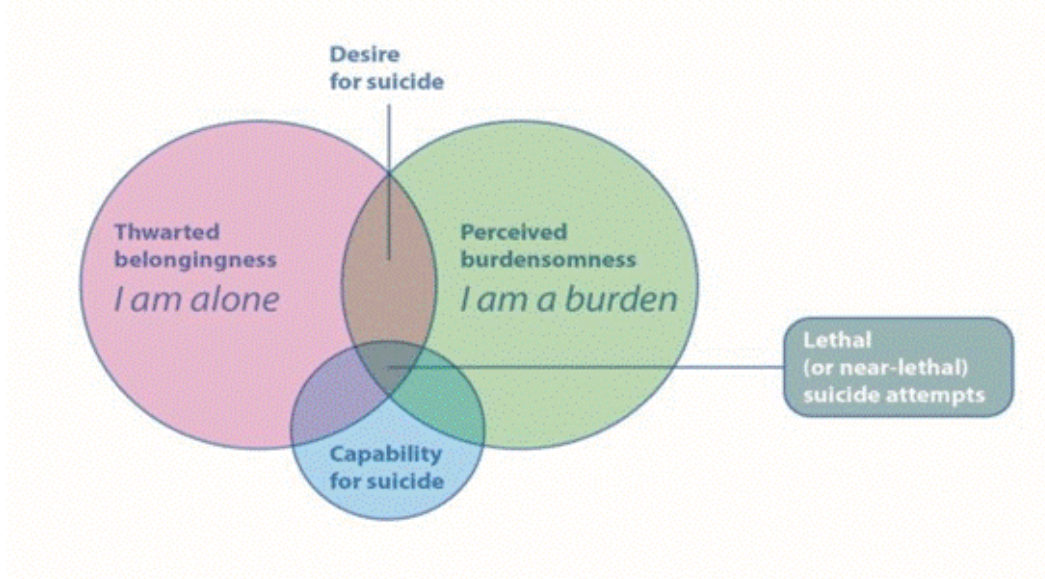 Desire
for suicide
Thwarted
belongingness
I am alone
Perceived
burdensomness
I am a burden
Lethal
(or near-lethal)
suicide attempts
Capability
for suicide